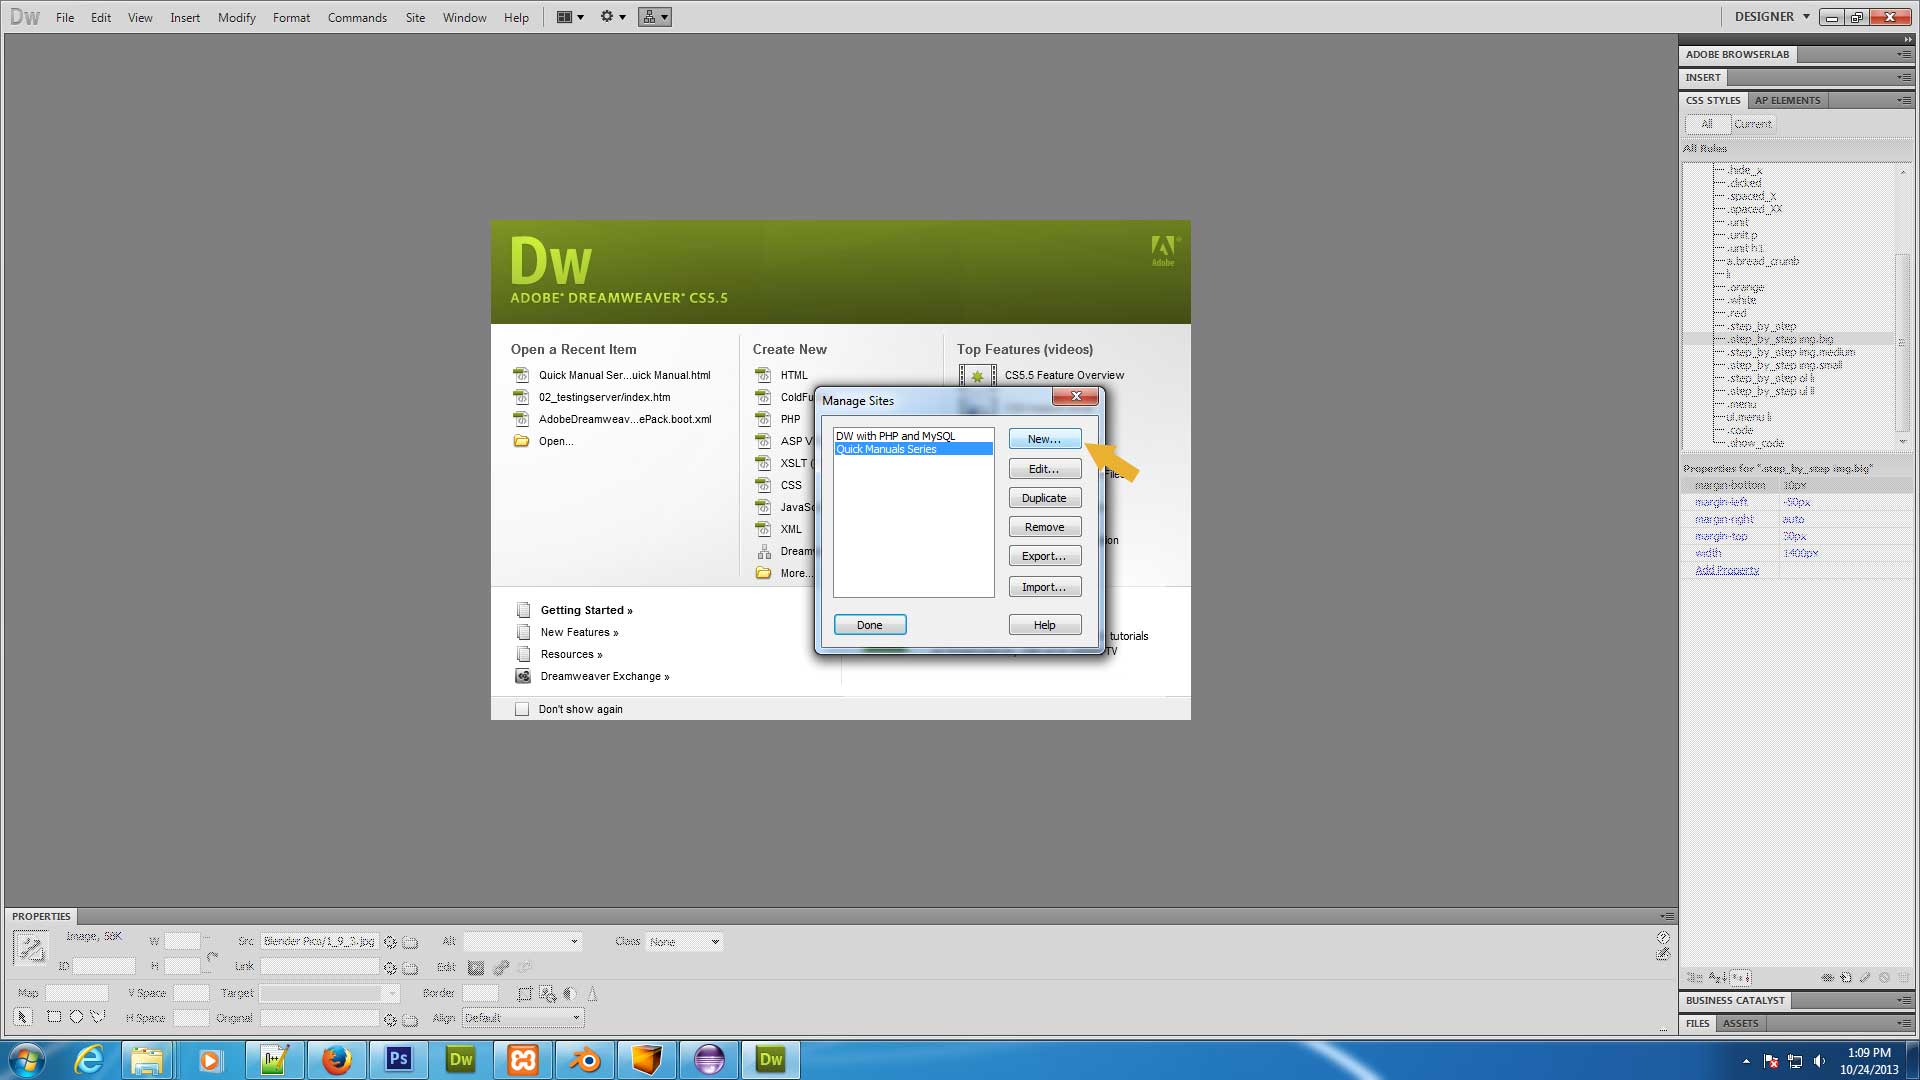 Dw File Edit View Insert Modify Format Commands Site Window Help DESIGNER
ADOBE BROWSERLAB
INSERT
CSS STYLES AP ELEMENTS
All Current
All Rules
.hide_x
.clicked
.spaced_X
.spaced_XX
.unit
.unit p
.unit h1
a.bread_crumb
li
.orange
.white
.red
.step_by_step
.step_by_step img.big
.step_by_step img.medium
.step_by_step img.small
.step_by_step ol li
.step_by_step ul li
.menu
ul.menu li
.code
.show_code
Properties for ".step_by_step img.big"
margin-bottom 10px
margin-left -50px
margin-right auto
margin-top 30px
width 1400px
Add Property
BUSINESS CATALYST
FILES ASSETS
Dw
ADOBE® DREAMWEAVER® CS5.5
Adobe
Open a Recent Item
Quick Manual Ser...uick Manual.html
02_testingserver/index.htm
AdobeDreamweav...ePack.boot.xml
Open...
Create New
HTML
ColdFu
PHP
ASP V
XSLT (
CSS
JavaSc
XML
Dream
More...
Top Features (videos)
CS5.5 Feature Overview
File
ion
tutorials
TV
Manage Sites
DW with PHP and MySQL
Quick Manuals Series
New...
Edit...
Duplicate
Remove
Export...
Import...
Done
Help
Getting Started »
New Features »
Resources »
Dreamweaver Exchange »
Don't show again
PROPERTIES
Image, 58K W Src Blender Pics/1_9_3.jpg Alt Class None
ID H Link Edit
Map V Space Target Border
H Space Original Align Default
n++ Ps Dw Dw
1:09 PM
10/24/2013